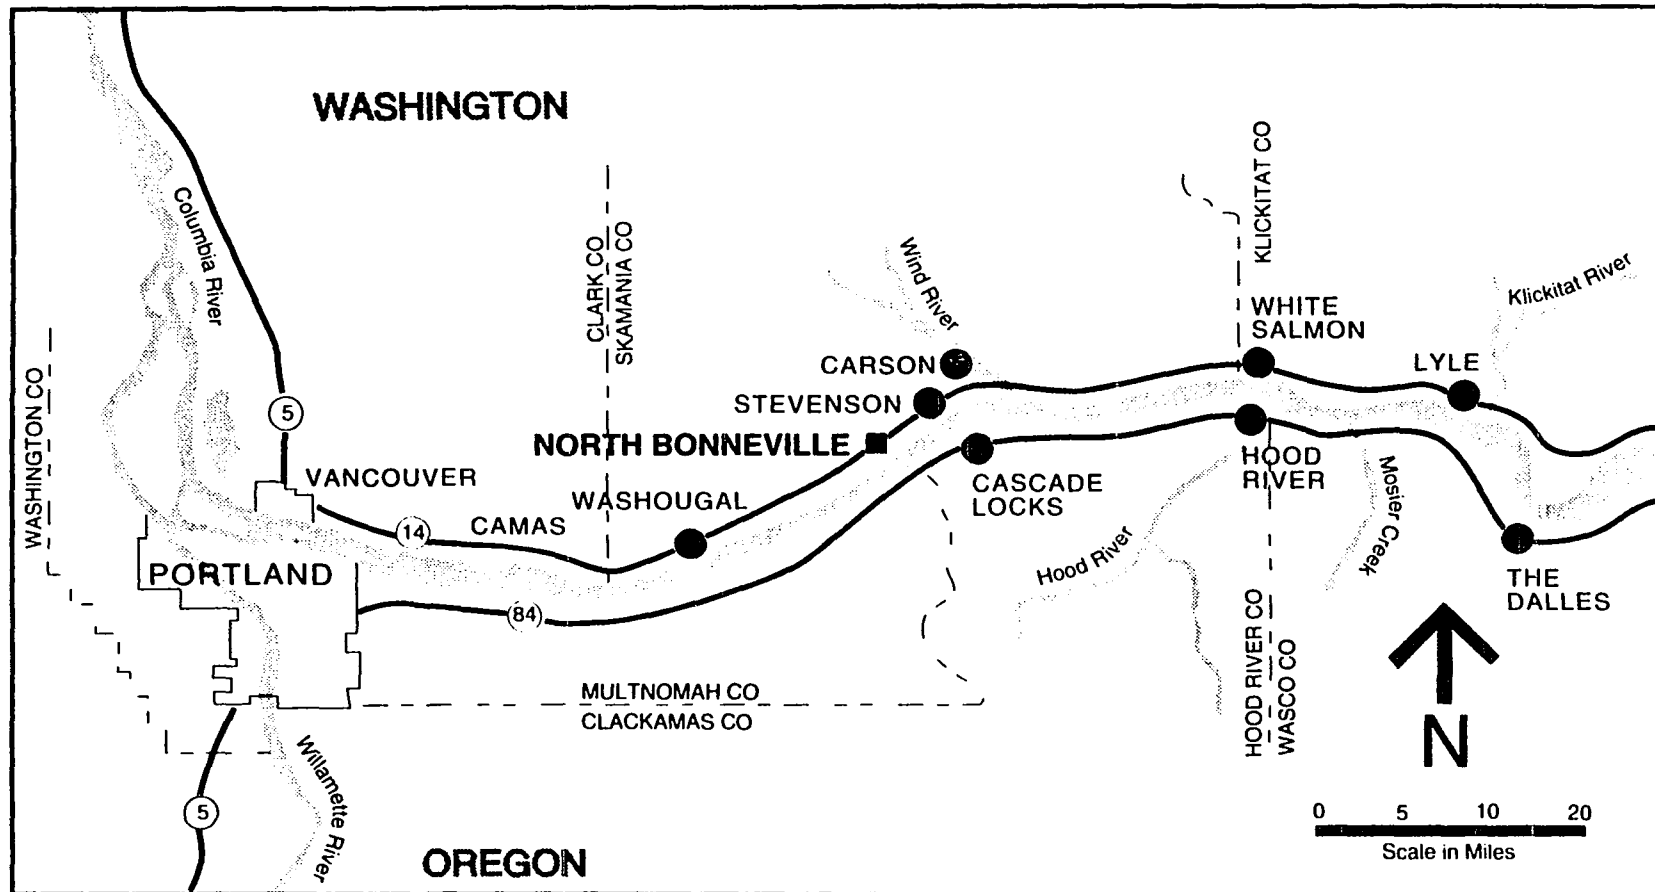 WASHINGTON
Columbia River
CLARK CO
SKAMANIA CO
KLICKITAT CO
Wind River
Klickitat River
WHITE
SALMON
CARSON
LYLE
STEVENSON
5
WASHINGTON CO
NORTH BONNEVILLE
VANCOUVER
HOOD
RIVER
CASCADE
LOCKS
WASHOUGAL
14
CAMAS
Mosier Creek
Hood River
PORTLAND
THE
DALLES
84
HOOD RIVER CO
WASCO CO
MULTNOMAH CO
CLACKAMAS CO
N
Willamette River
5
0 5 10 20
Scale in Miles
OREGON